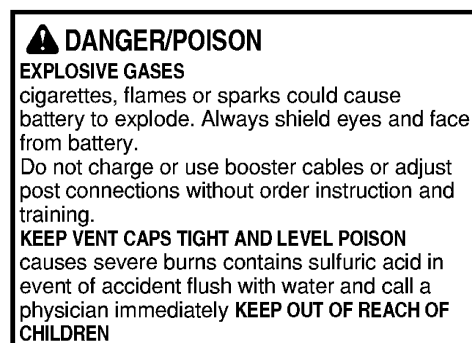 DANGER/POISON
EXPLOSIVE GASES
cigarettes, flames or sparks could cause
battery to explode. Always shield eyes and face
from battery.
Do not charge or use booster cables or adjust
post connections without order instruction and
training.
KEEP VENT CAPS TIGHT AND LEVEL POISON
causes severe burns contains sulfuric acid in
event of accident flush with water and call a
physician immediately KEEP OUT OF REACH OF
CHILDREN